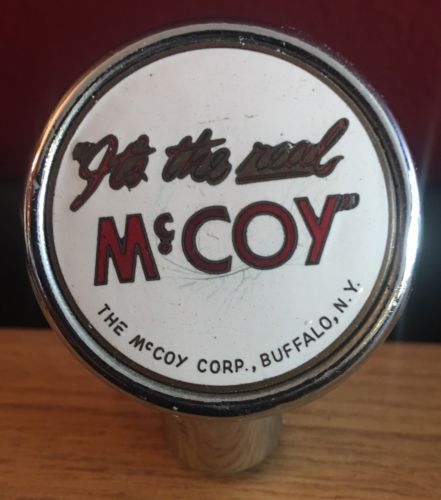 "It's the real
McCOY"
THE McCOY CORP., BUFFALO, N.Y.